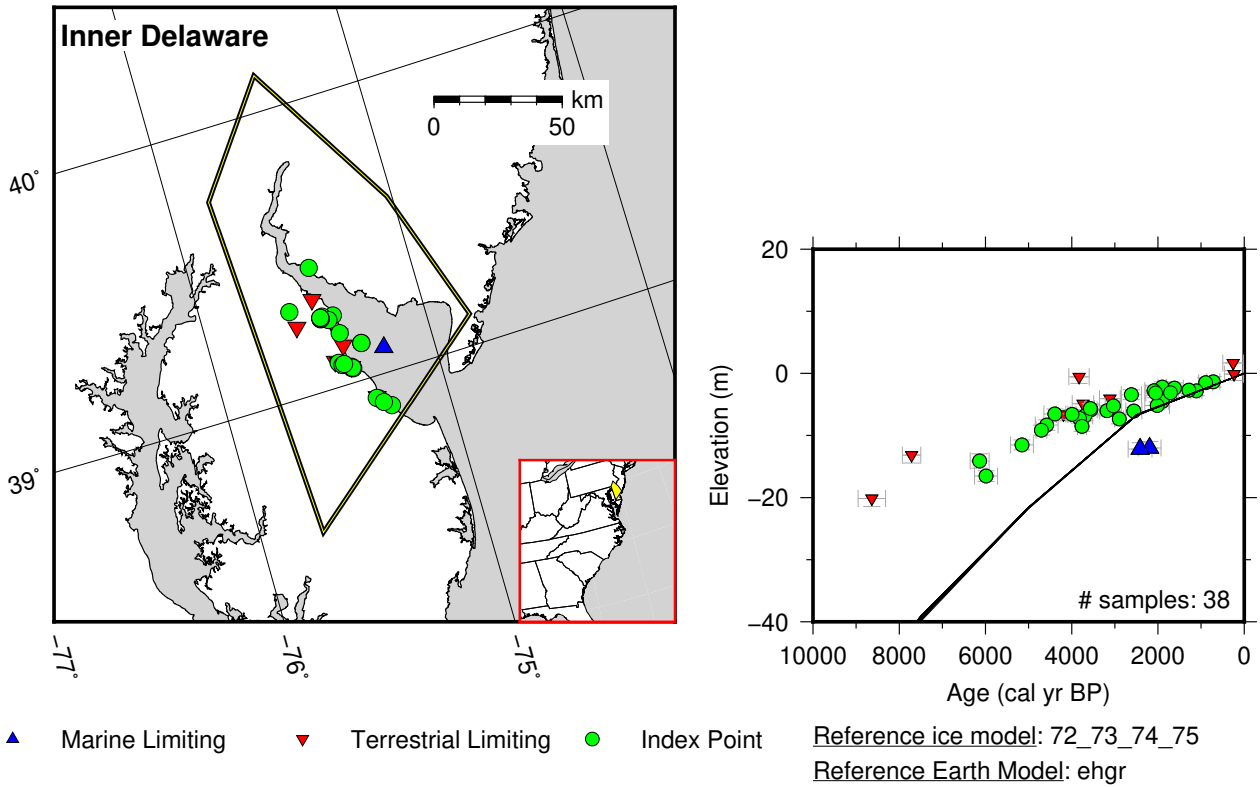 Inner Delaware
km
0 50
40°
39°
−77°
−76°
−75°
20
0
−20
−40
Elevation (m)
# samples: 38
10000 8000 6000 4000 2000 0
Age (cal yr BP)
Marine Limiting Terrestrial Limiting Index Point
Reference ice model: 72_73_74_75
Reference Earth Model: ehgr